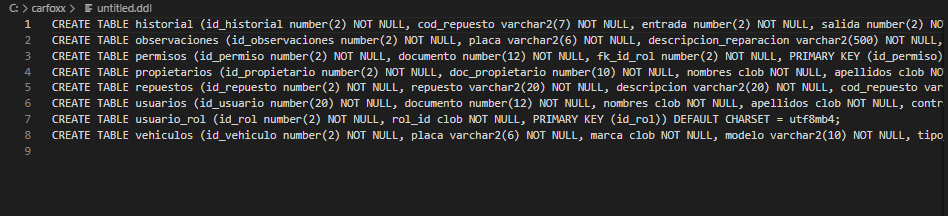 C: > carfoxx > untitled.ddl
1 CREATE TABLE historial (id_historial number(2) NOT NULL, cod_repuesto varchar2(7) NOT NULL, entrada number(2) NOT NULL, salida number(2) NO
2 CREATE TABLE observaciones (id_observaciones number(2) NOT NULL, placa varchar2(6) NOT NULL, descripcion_reparacion varchar2(500) NOT NULL,
3 CREATE TABLE permisos (id_permiso number(2) NOT NULL, documento number(12) NOT NULL, fk_id_rol number(2) NOT NULL, PRIMARY KEY (id_permiso)
4 CREATE TABLE propietarios (id_propietario number(2) NOT NULL, doc_propietario number(10) NOT NULL, nombres clob NOT NULL, apellidos clob NO
5 CREATE TABLE repuestos (id_repuesto number(2) NOT NULL, repuesto varchar2(20) NOT NULL, descripcion varchar2(20) NOT NULL, cod_repuesto var
6 CREATE TABLE usuarios (id_usuario number(20) NOT NULL, documento number(12) NOT NULL, nombres clob NOT NULL, apellidos clob NOT NULL, contr
7 CREATE TABLE usuario_rol (id_rol number(2) NOT NULL, rol_id clob NOT NULL, PRIMARY KEY (id_rol)) DEFAULT CHARSET = utf8mb4;
8 CREATE TABLE vehiculos (id_vehiculo number(2) NOT NULL, placa varchar2(6) NOT NULL, marca clob NOT NULL, modelo varchar2(10) NOT NULL, tipo
9